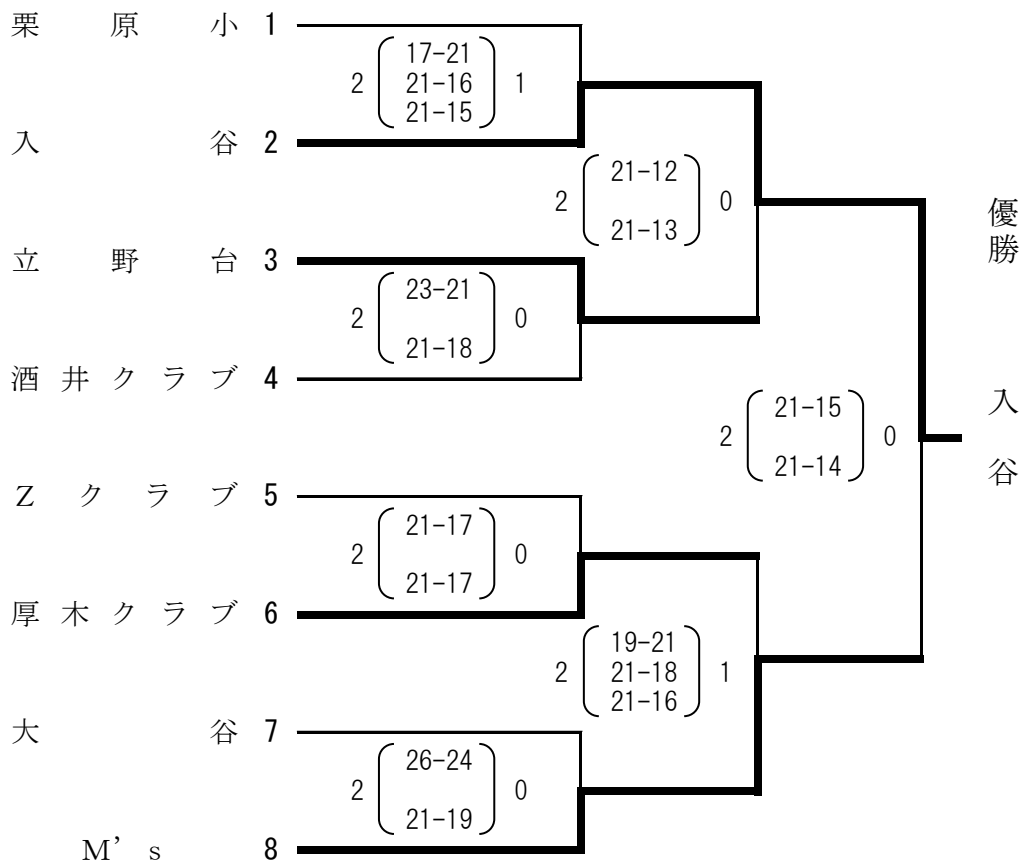 栗原小 1
17-21
2 21-16 1
21-15
入谷 2
21-12
2 0
21-13
立野台 3
23-21
2 0
21-18
酒井クラブ 4
21-15
2 0
21-14
優勝
入谷
Zクラブ 5
21-17
2 0
21-17
厚木クラブ 6
19-21
2 21-18 1
21-16
大谷 7
26-24
2 0
21-19
M’s 8